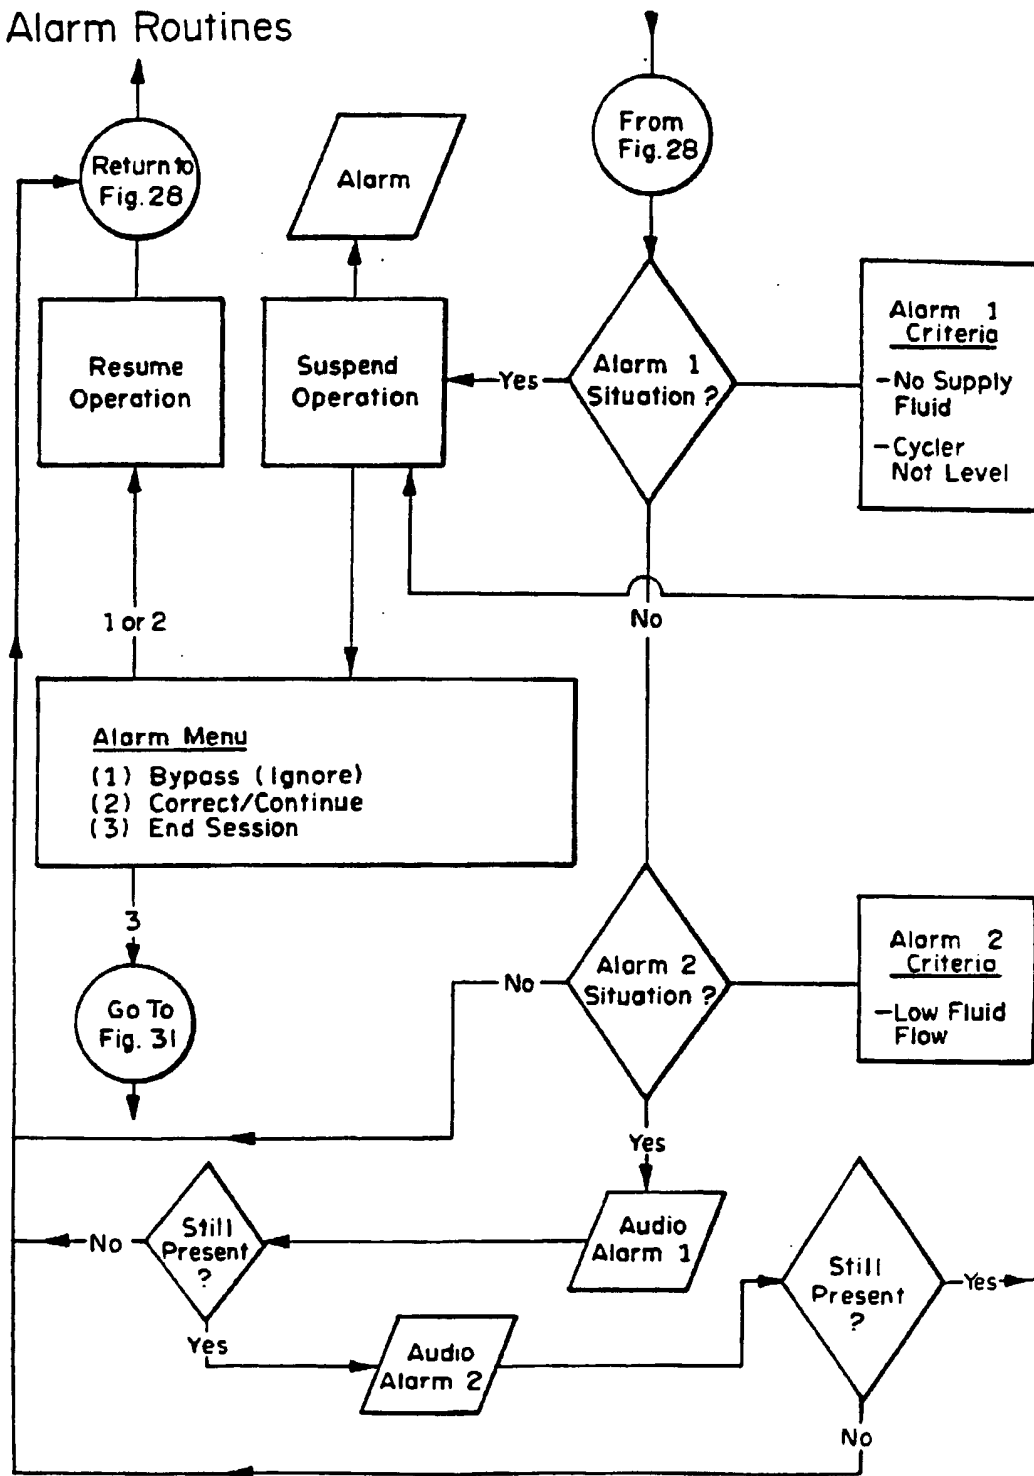 Alarm Routines
Return to
Fig. 28
Alarm
From
Fig. 28
Resume
Operation
Suspend
Operation
Yes
Alarm 1
Situation ?
Alarm 1
Criteria
-No Supply
Fluid
-Cycler
Not Level
1 or 2
No
Alarm Menu
(1) Bypass (Ignore)
(2) Correct/Continue
(3) End Session
3
Go To
Fig. 31
No
Alarm 2
Situation ?
Alarm 2
Criteria
-Low Fluid
Flow
Yes
No
Still
Present
?
Audio
Alarm 1
Still
Present
?
Yes
Yes
Audio
Alarm 2
No